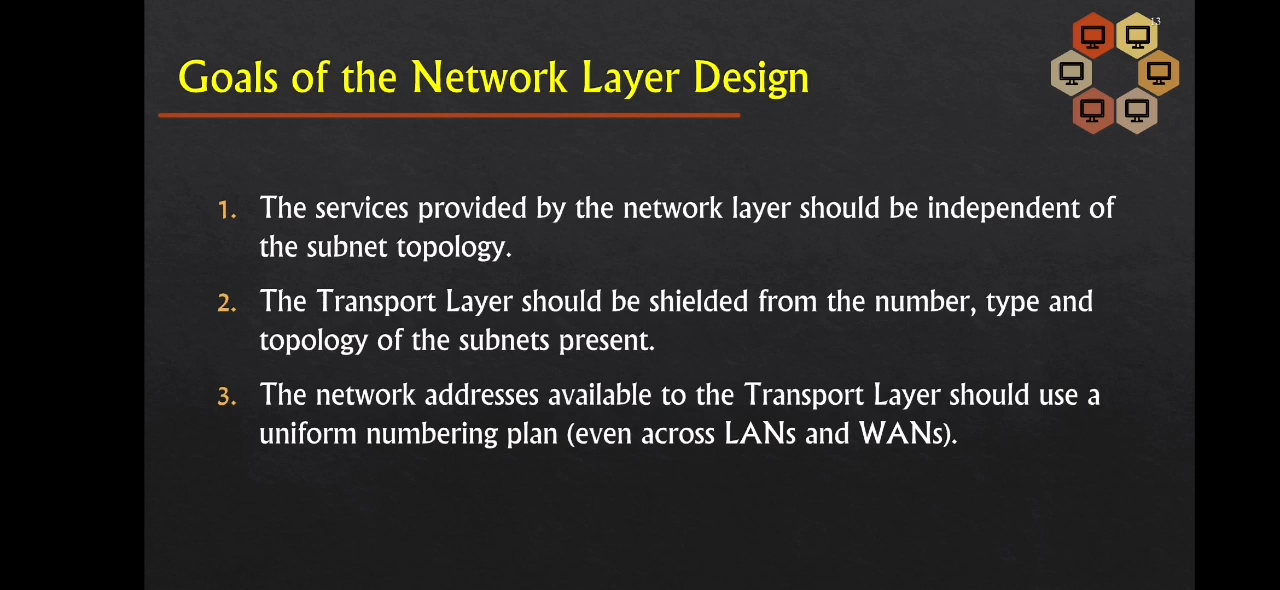 13
Goals of the Network Layer Design
1. The services provided by the network layer should be independent of
the subnet topology.
2. The Transport Layer should be shielded from the number, type and
topology of the subnets present.
3. The network addresses available to the Transport Layer should use a
uniform numbering plan (even across LANs and WANs).